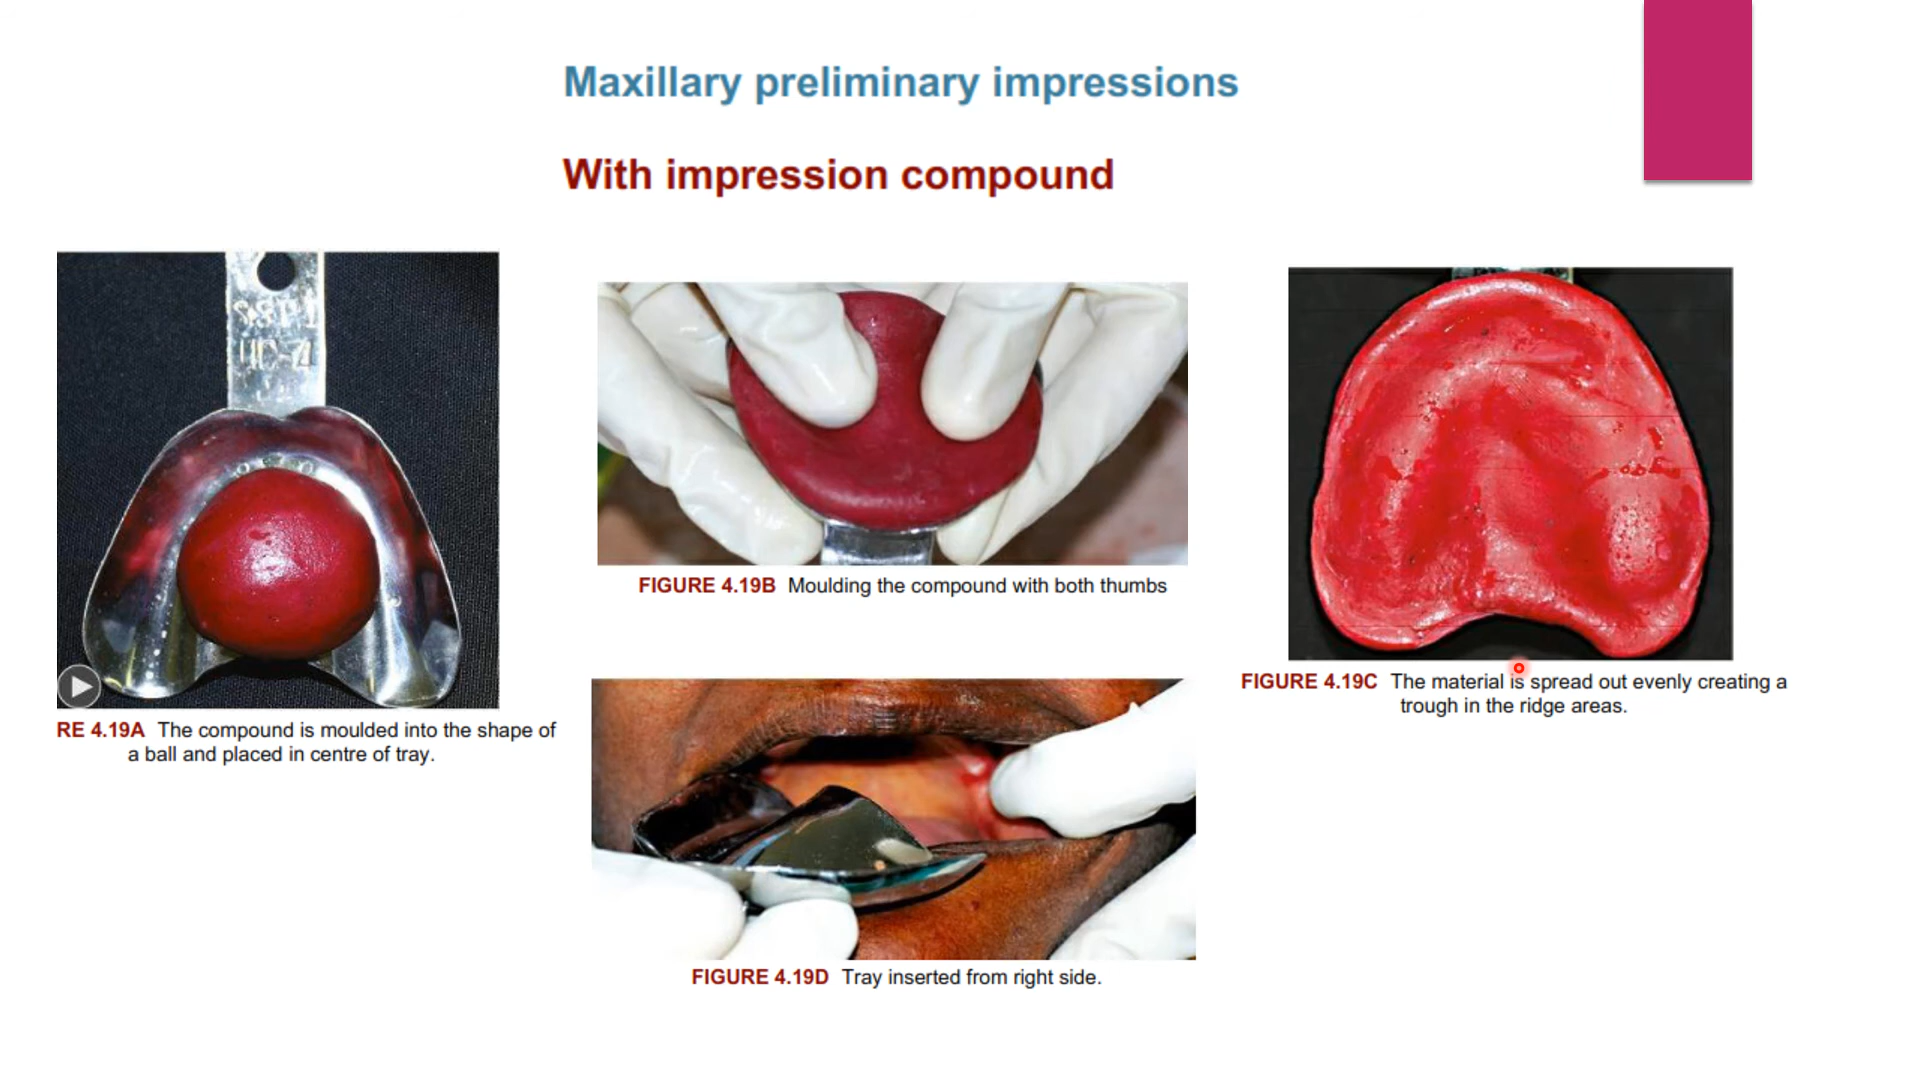 Maxillary preliminary impressions
With impression compound
RE 4.19A The compound is moulded into the shape of
a ball and placed in centre of tray.
FIGURE 4.19B Moulding the compound with both thumbs
FIGURE 4.19C The material is spread out evenly creating a
trough in the ridge areas.
FIGURE 4.19D Tray inserted from right side.